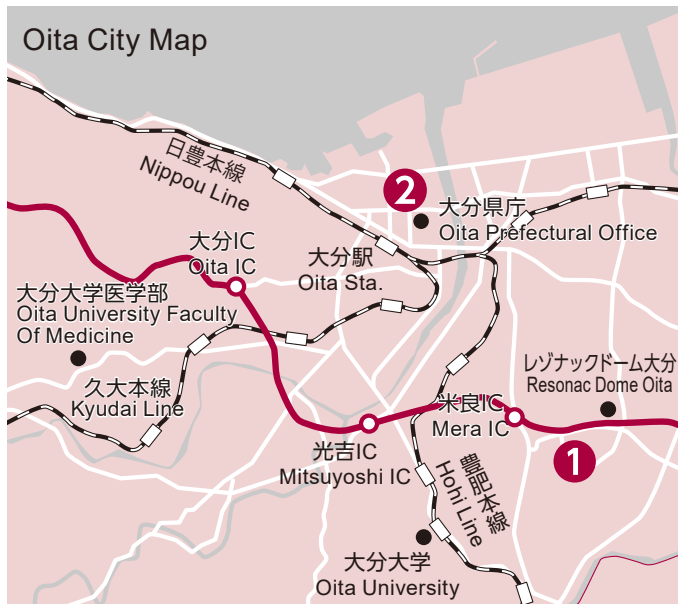 Oita City Map
日豊本線
Nippou Line
2
大分県庁
Oita Prefectural Office
大分IC
Oita IC
大分駅
Oita Sta.
大分大学医学部
Oita University Faculty
Of Medicine
レゾナックドーム大分
Resonac Dome Oita
久大本線
Kyudai Line
米良IC
Mera IC
光吉IC
Mitsuyoshi IC
1
豊肥本線
Hohi Line
大分大学
Oita University